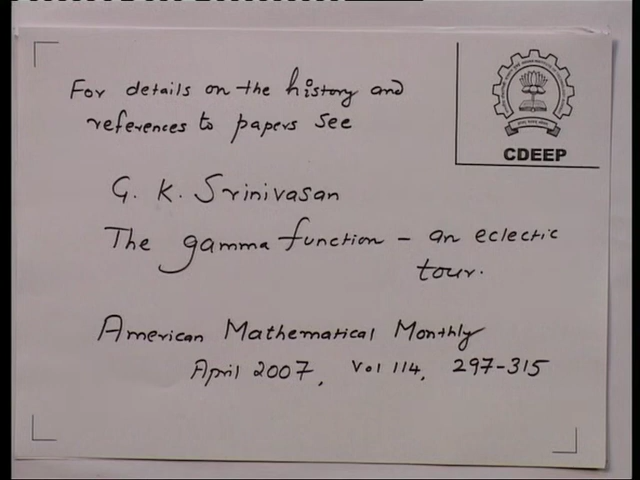 For details on the history and
references to papers see
CDEEP
G. K. Srinivasan
The gamma function – an eclectic
tour.
American Mathematical Monthly
April 2007, Vol 114, 297-315